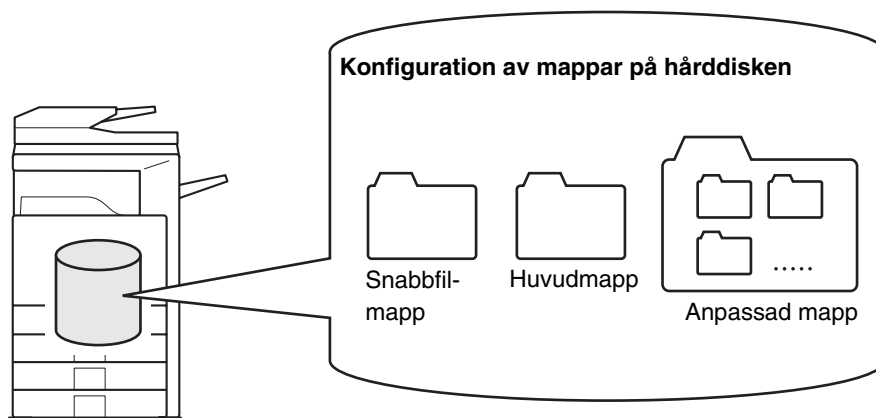 Konfiguration av mappar på hårddisken
Snabbfil-
mapp
Huvudmapp
.....
Anpassad mapp